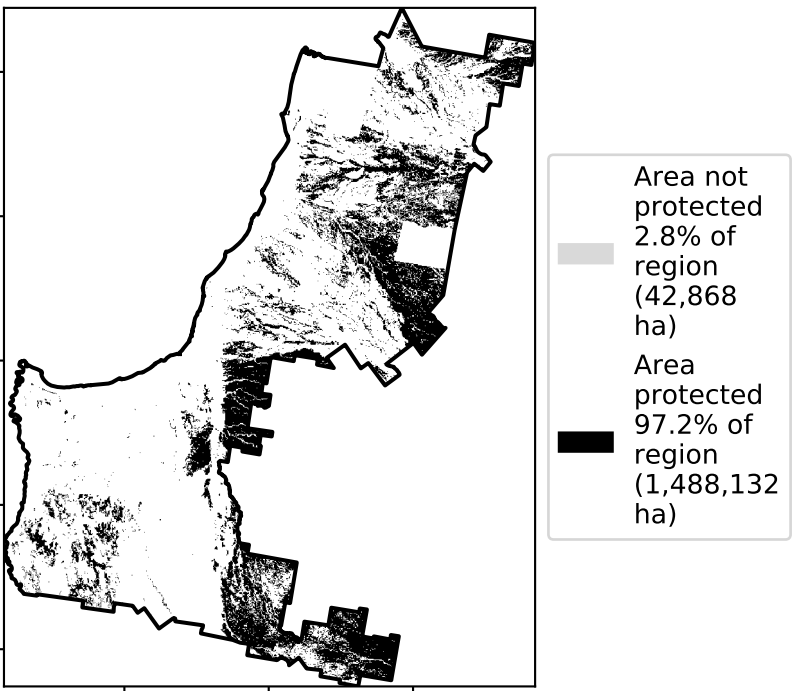 Area not
protected
2.8% of
region
(42,868
ha)
Area
protected
97.2% of
region
(1,488,132
ha)